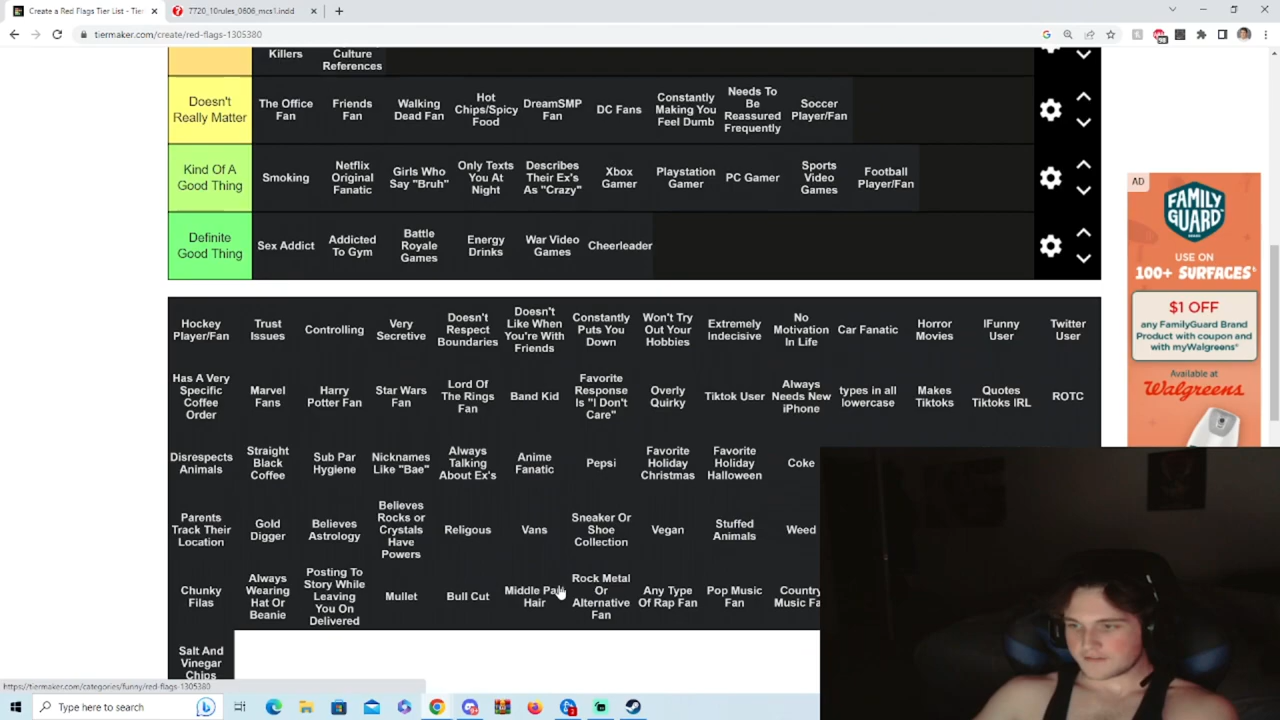 Create a Red Flags Tier List - Tie
7720_10rules_0606_mcs1.indd
tiermaker.com/create/red-flags-1305380
Killers
Culture
References
Doesn't
Really Matter
The Office
Fan
Friends
Fan
Walking
Dead Fan
Hot
Chips/Spicy
Food
DreamSMP
Fan
DC Fans
Constantly
Making You
Feel Dumb
Needs To
Be
Reassured
Frequently
Soccer
Player/Fan
Kind Of A
Good Thing
Smoking
Netflix
Original
Fanatic
Girls Who
Say "Bruh"
Only Texts
You At
Night
Describes
Their Ex's
As "Crazy"
Xbox
Gamer
Playstation
Gamer
PC Gamer
Sports
Video
Games
Football
Player/Fan
Definite
Good Thing
Sex Addict
Addicted
To Gym
Battle
Royale
Games
Energy
Drinks
War Video
Games
Cheerleader
Hockey
Player/Fan
Trust
Issues
Controlling
Very
Secretive
Doesn't
Respect
Boundaries
Doesn't
Like When
You're With
Friends
Constantly
Puts You
Down
Won't Try
Out Your
Hobbies
Extremely
Indecisive
No
Motivation
In Life
Car Fanatic
Horror
Movies
IFunny
User
Twitter
User
Has A Very
Specific
Coffee
Order
Marvel
Fans
Harry
Potter Fan
Star Wars
Fan
Lord Of
The Rings
Fan
Band Kid
Favorite
Response
Is "I Don't
Care"
Overly
Quirky
Tiktok User
Always
Needs New
iPhone
types in all
lowercase
Makes
Tiktoks
Quotes
Tiktoks IRL
ROTC
Disrespects
Animals
Straight
Black
Coffee
Sub Par
Hygiene
Nicknames
Like "Bae"
Always
Talking
About Ex's
Anime
Fanatic
Pepsi
Favorite
Holiday
Christmas
Favorite
Holiday
Halloween
Coke
Parents
Track Their
Location
Gold
Digger
Believes
Astrology
Believes
Rocks or
Crystals
Have
Powers
Religous
Vans
Sneaker Or
Shoe
Collection
Vegan
Stuffed
Animals
Weed
Chunky
Filas
Always
Wearing
Hat Or
Beanie
Posting To
Story While
Leaving
You On
Delivered
Mullet
Bull Cut
Middle Part
Hair
Rock Metal
Or
Alternative
Fan
Any Type
Of Rap Fan
Pop Music
Fan
Country
Music Fa
Salt And
Vinegar
Chips
AD
FAMILY
GUARD
USE ON
100+ SURFACES
$1 OFF
any FamilyGuard Brand
Product with coupon and
with myWalgreens
Available at
Walgreens
https://tiermaker.com/categories/funny/red-flags-1305380
Type here to search